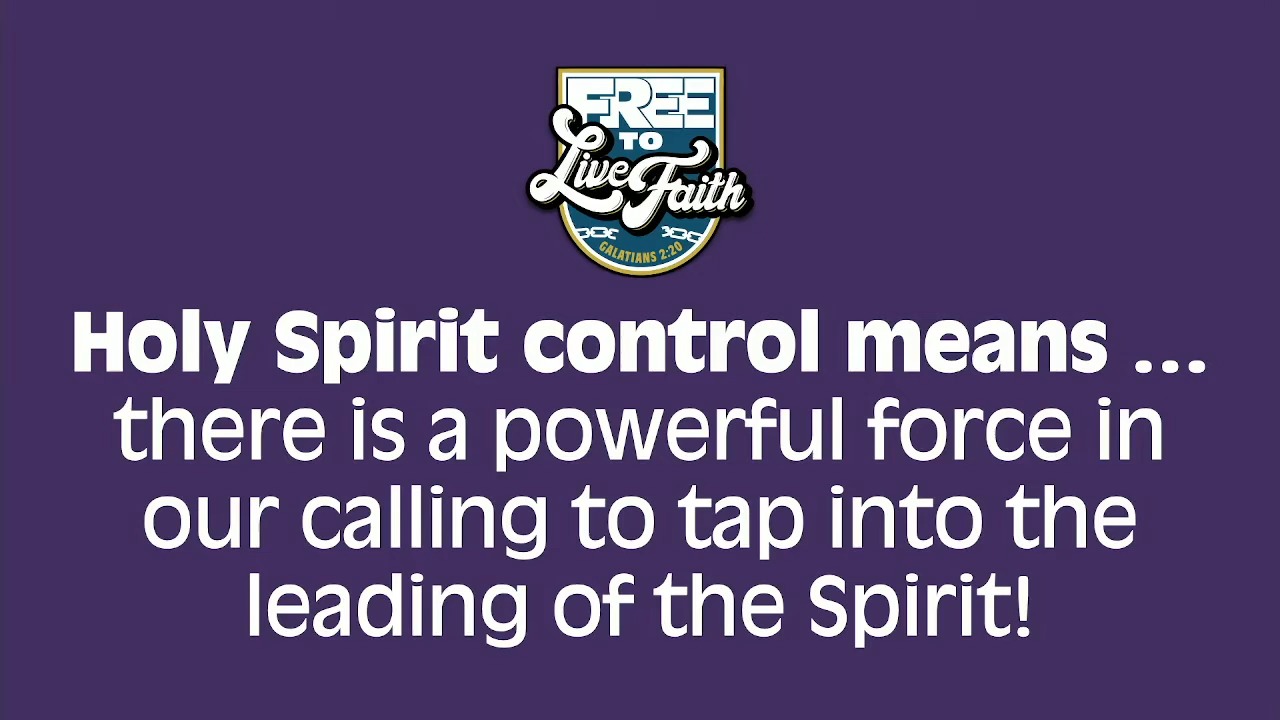 FREE
TO
Live Faith
GALATIANS 2:20
Holy Spirit control means ...
there is a powerful force in
our calling to tap into the
leading of the Spirit!